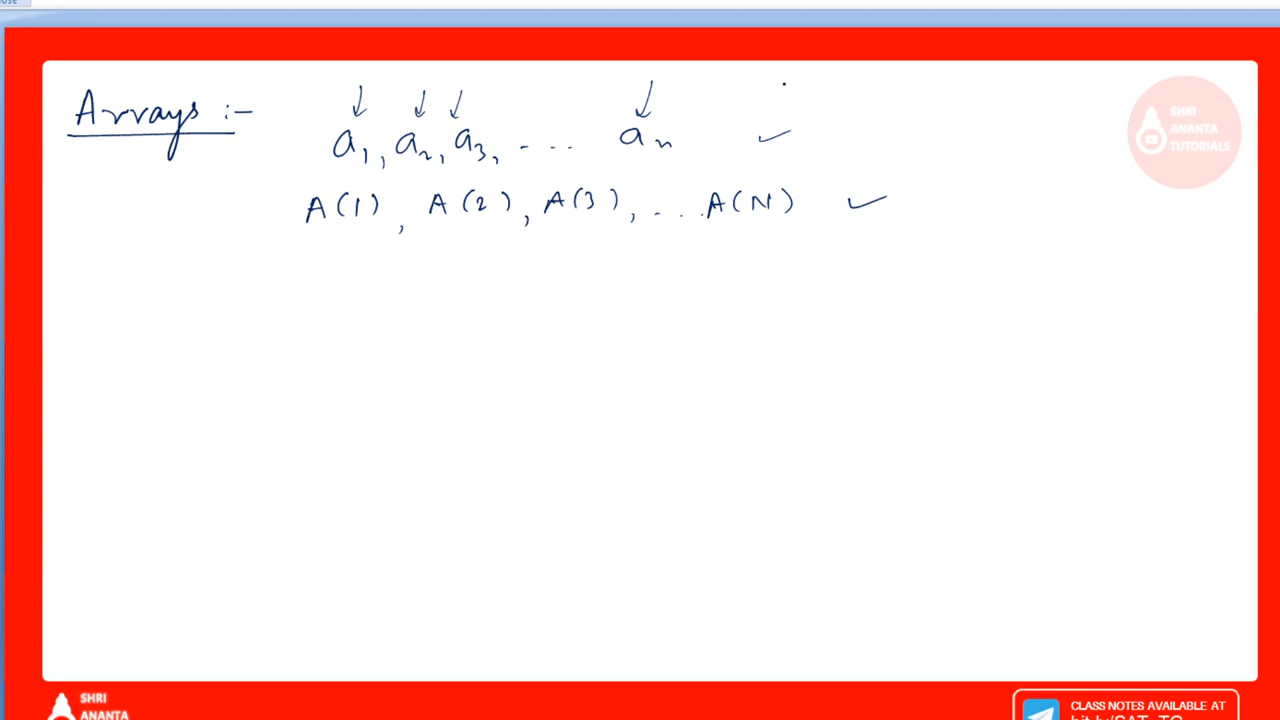 Arrays :- a1, a2, a3, .... an
A(1), A(2), A(3), ... A(N)
SHRI
ANANTA
TUTORIALS
SHRI
ANANTA
CLASS NOTES AVAILABLE AT